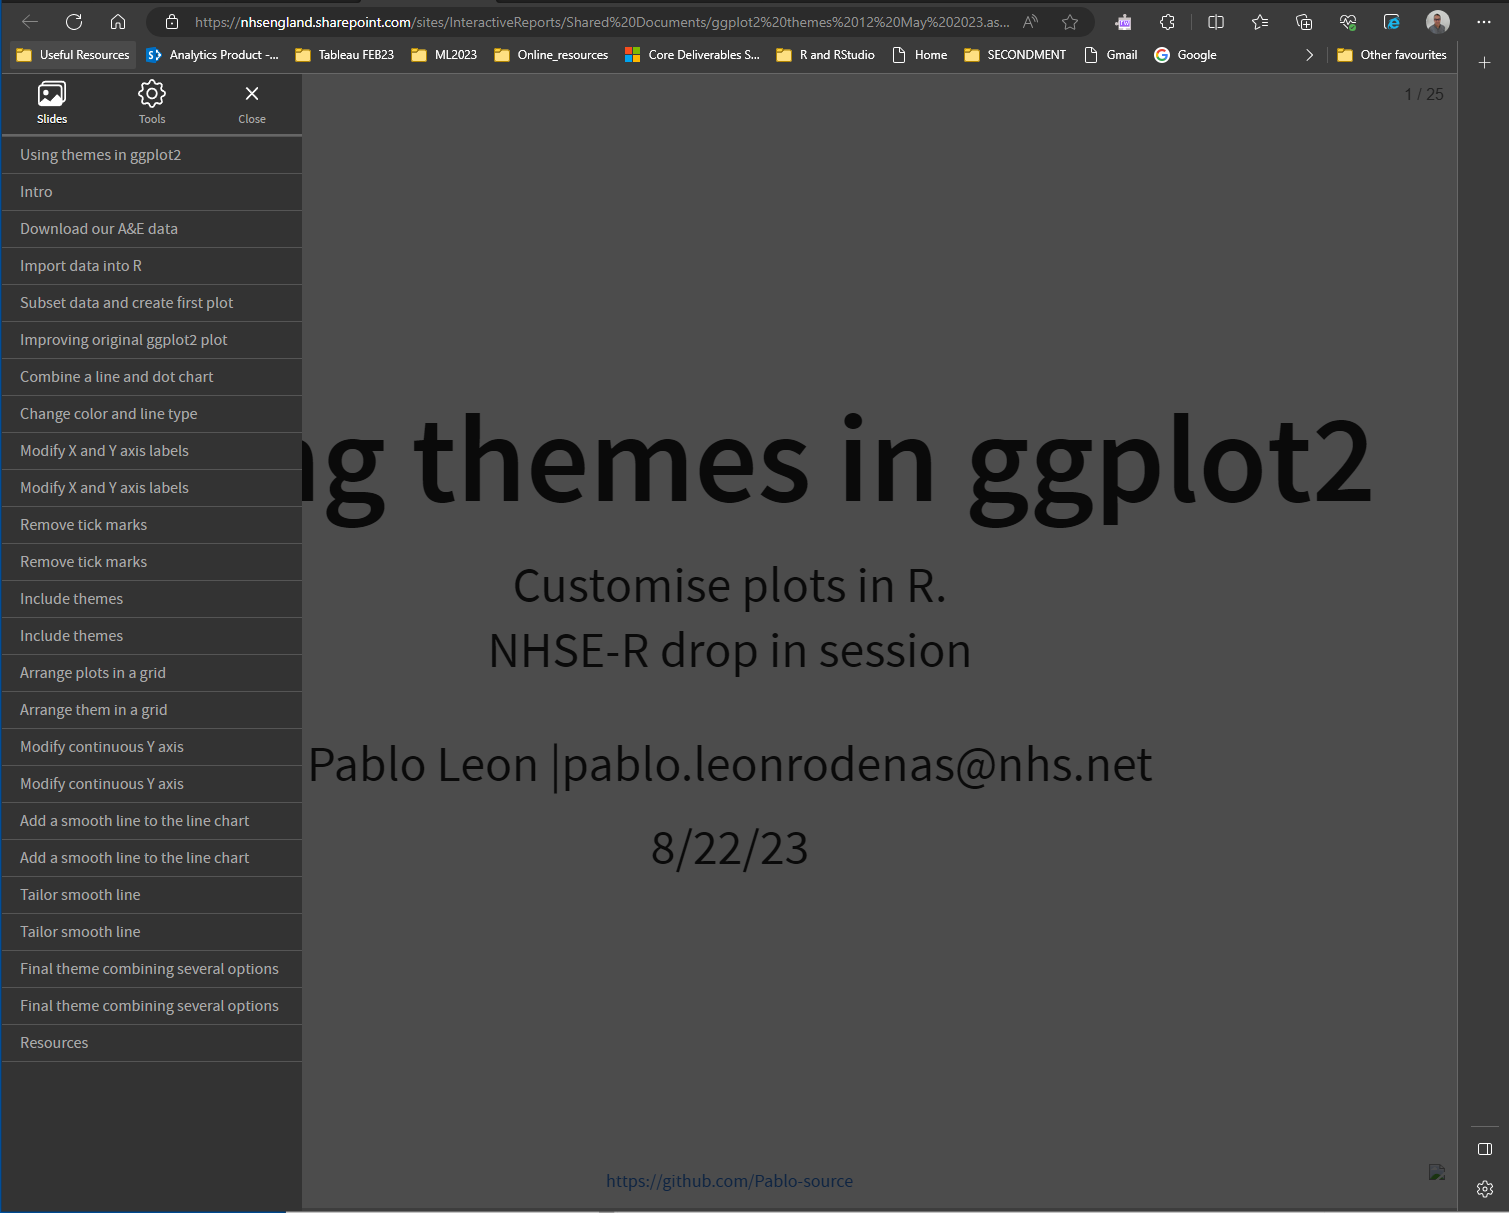 https://nhsengland.sharepoint.com/sites/InteractiveReports/Shared%20Documents/ggplot2%20themes%2012%20May%202023.as...
Useful Resources
Analytics Product -...
Tableau FEB23
ML2023
Online_resources
Core Deliverables S...
R and RStudio
Home
SECONDMENT
Gmail
Google
Other favourites
Slides
Tools
Close
1 / 25
Using themes in ggplot2
Intro
Download our A&E data
Import data into R
Subset data and create first plot
Improving original ggplot2 plot
Combine a line and dot chart
Change color and line type
Modify X and Y axis labels
Modify X and Y axis labels
Remove tick marks
Remove tick marks
Include themes
Include themes
Arrange plots in a grid
Arrange them in a grid
Modify continuous Y axis
Modify continuous Y axis
Add a smooth line to the line chart
Add a smooth line to the line chart
Tailor smooth line
Tailor smooth line
Final theme combining several options
Final theme combining several options
Resources
ng themes in ggplot2
Customise plots in R.
NHSE-R drop in session
Pablo Leon |pablo.leonrodenas@nhs.net
8/22/23
https://github.com/Pablo-source